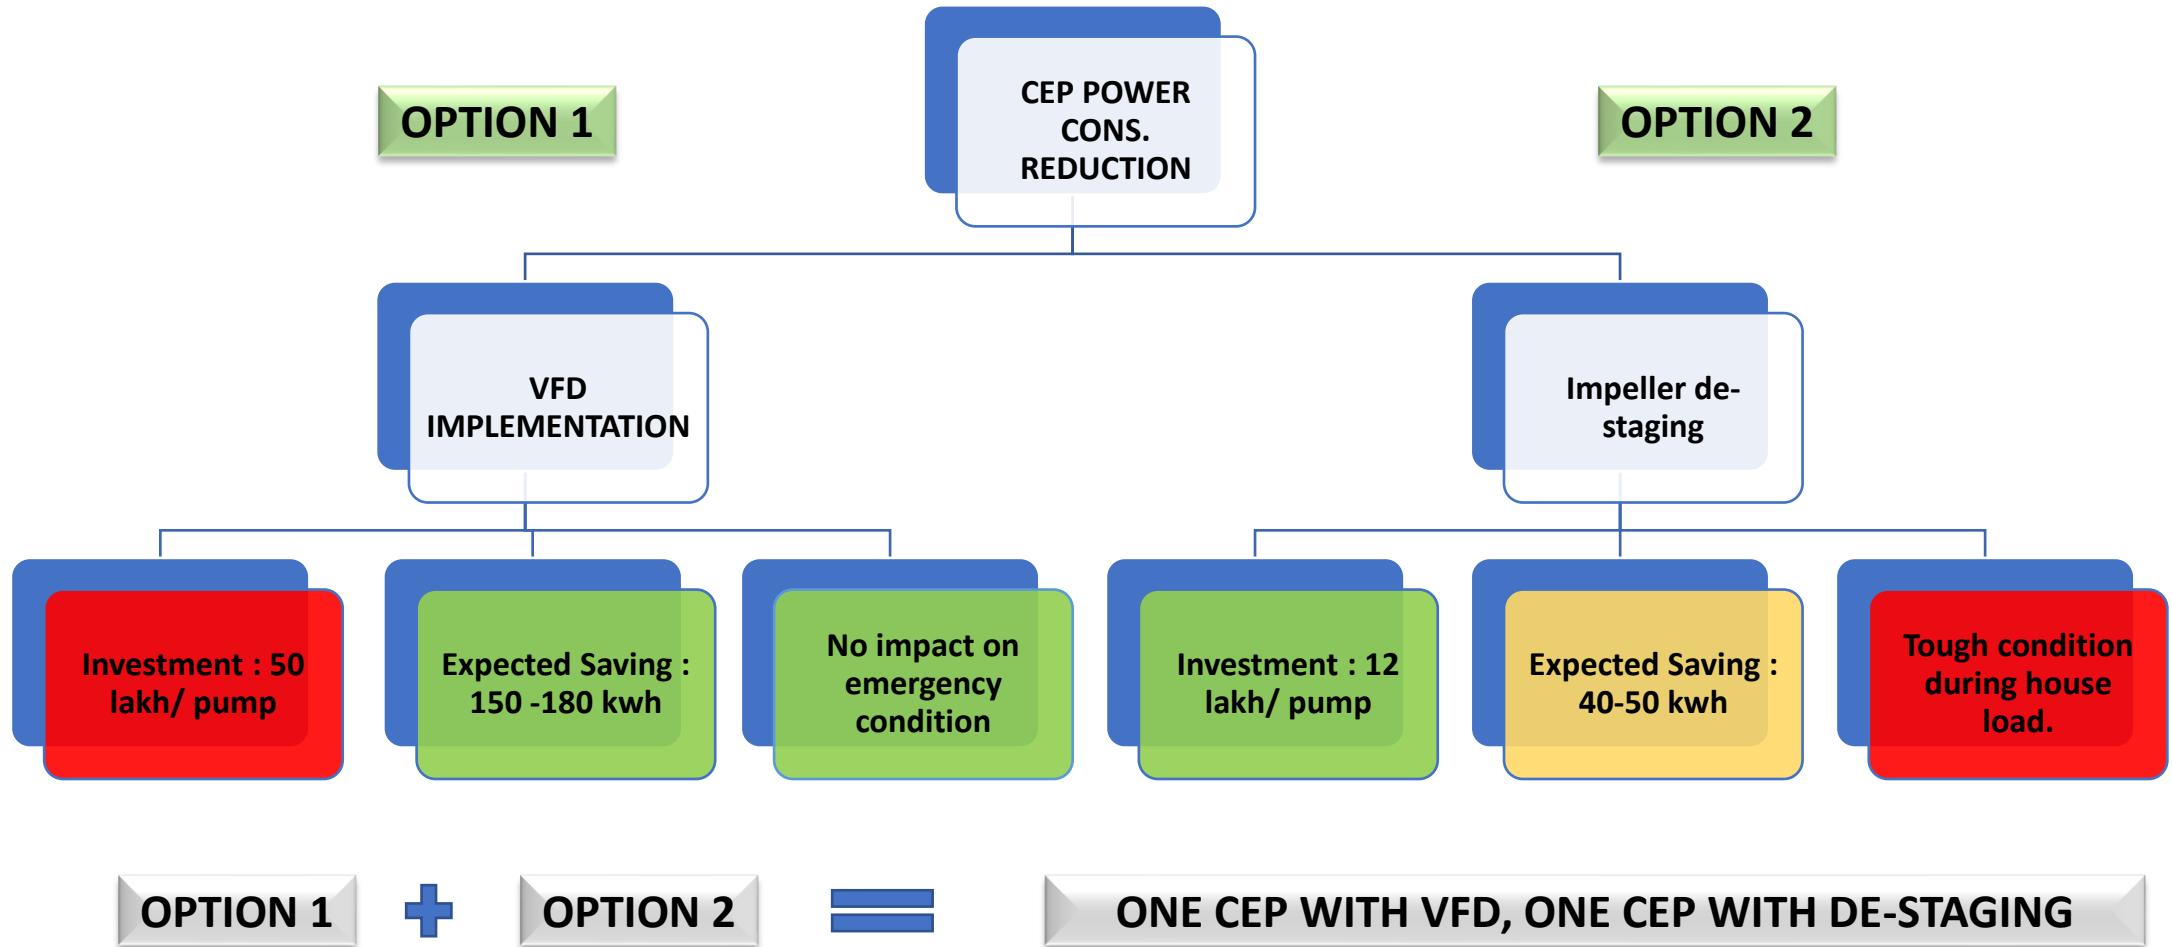 CEP POWER
CONS.
REDUCTION
OPTION 1
OPTION 2
VFD
IMPLEMENTATION
Impeller de-
staging
Investment : 50
lakh/ pump
Expected Saving :
150 -180 kwh
No impact on
emergency
condition
Investment : 12
lakh/ pump
Expected Saving :
40-50 kwh
Tough condition
during house
load.
OPTION 1
OPTION 2
ONE CEP WITH VFD, ONE CEP WITH DE-STAGING